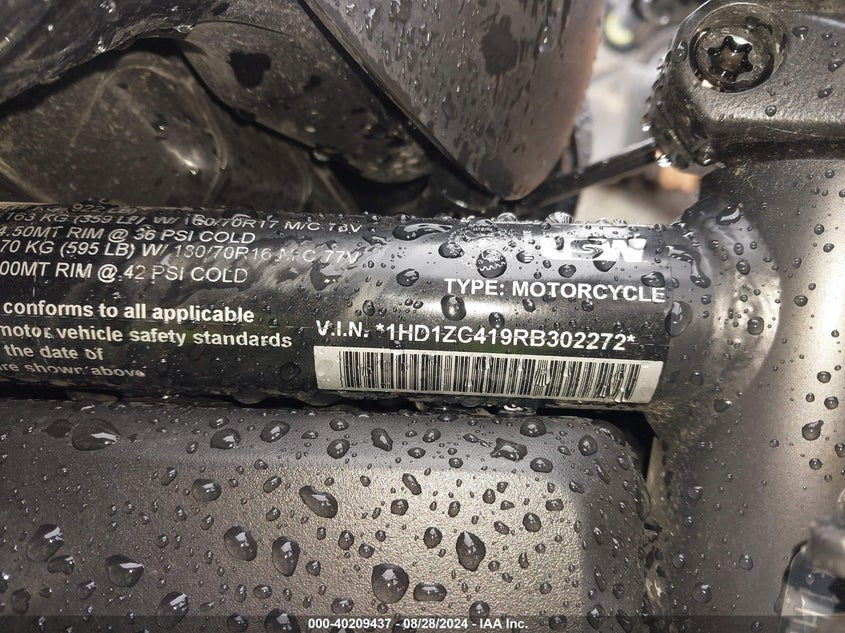 163 KG (359 LB) W/ 160/70R17 M/C 73V
4.50MT RIM @ 36 PSI COLD
70 KG (595 LB) W/ 180/70R16 M/C 77V
00MT RIM @ 42 PSI COLD
TYPE: MOTORCYCLE
conforms to all applicable
motor vehicle safety standards
the date of
re shown above
V.I.N. *1HD1ZC419RB302272*
000-40209437 - 08/28/2024 - IAA Inc.